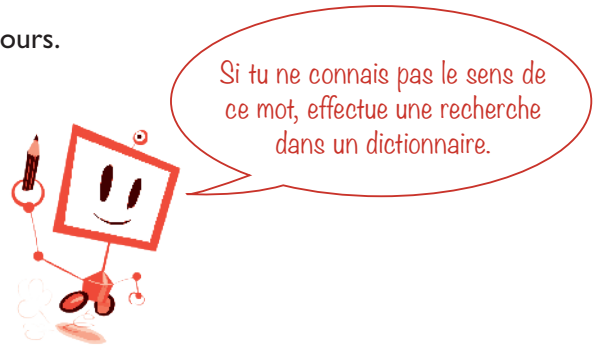 ours.
Si tu ne connais pas le sens de
ce mot, effectue une recherche
dans un dictionnaire.